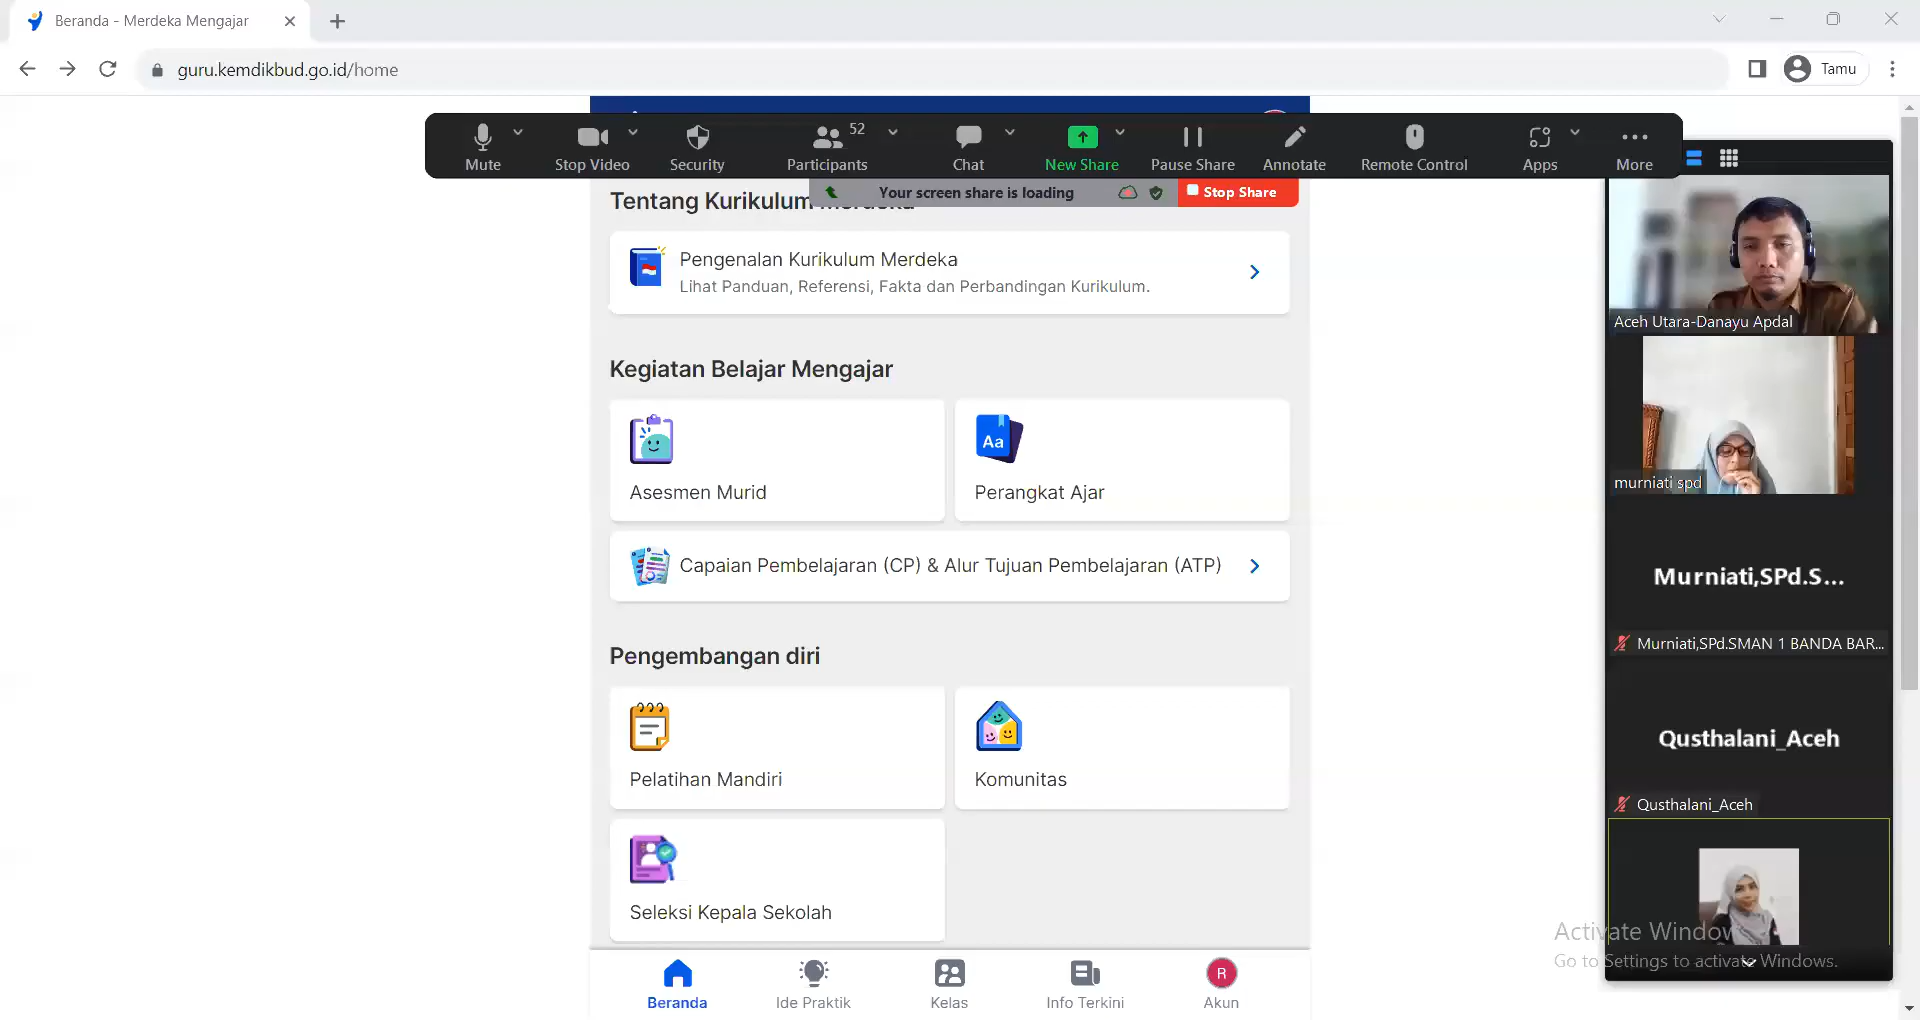 Beranda - Merdeka Mengajar
guru.kemdikbud.go.id/home
Tamu
Mute
Stop Video
Security
52
Participants
Chat
New Share
Pause Share
Annotate
Remote Control
Apps
More
Your screen share is loading
Stop Share
Tentang Kurikulum Merdeka
Pengenalan Kurikulum Merdeka
Lihat Panduan, Referensi, Fakta dan Perbandingan Kurikulum.
Kegiatan Belajar Mengajar
Asesmen Murid
Aa
Perangkat Ajar
Capaian Pembelajaran (CP) & Alur Tujuan Pembelajaran (ATP)
Pengembangan diri
Pelatihan Mandiri
Komunitas
Seleksi Kepala Sekolah
Beranda
Ide Praktik
Kelas
Info Terkini
R
Akun
Aceh Utara-Danayu Apdal
murniati spd
Murniati,SPd.S...
Murniati,SPd.SMAN 1 BANDA BAR...
Qusthalani_Aceh
Qusthalani_Aceh
Activate Windows
Go to Settings to activate Windows.